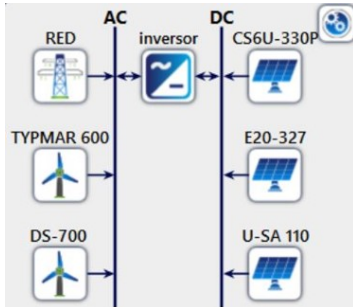 AC DC
RED inversor CS6U-330P
TYPMAR 600 E20-327
DS-700 U-SA 110